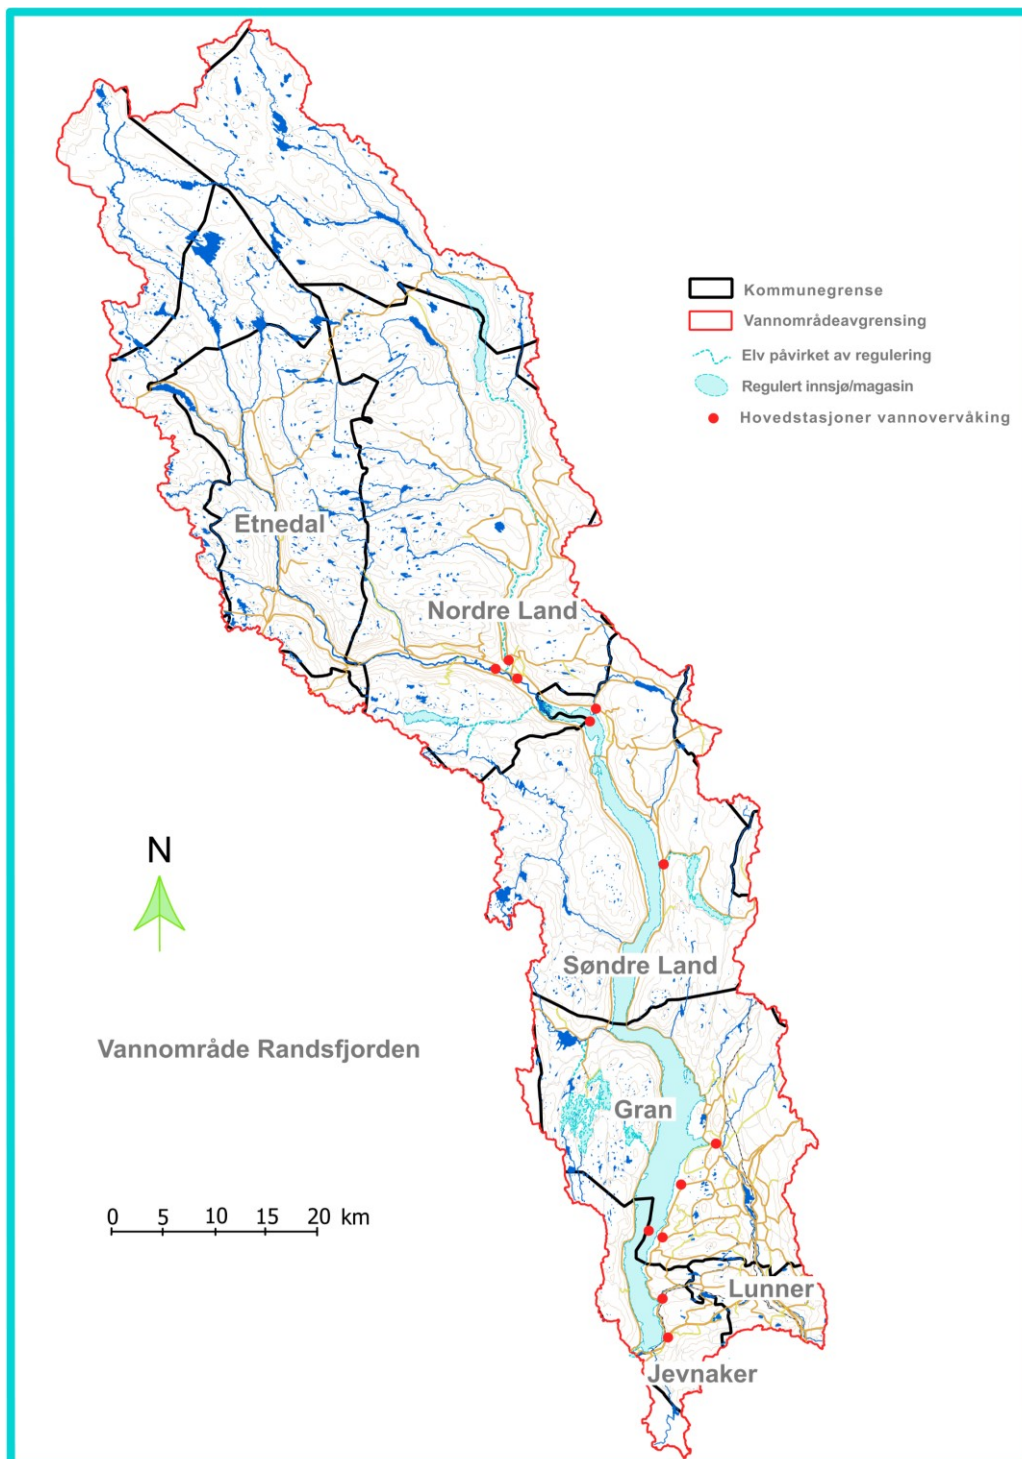 Kommunegrense
Vannområdeavgrensing
Elv påvirket av regulering
Regulert innsjø/magasin
Hovedstasjoner vannovervåking
Etnedal
Nordre Land
N
Søndre Land
Vannområde Randsfjorden
Gran
0 5 10 15 20 km
Lunner
Jevnaker